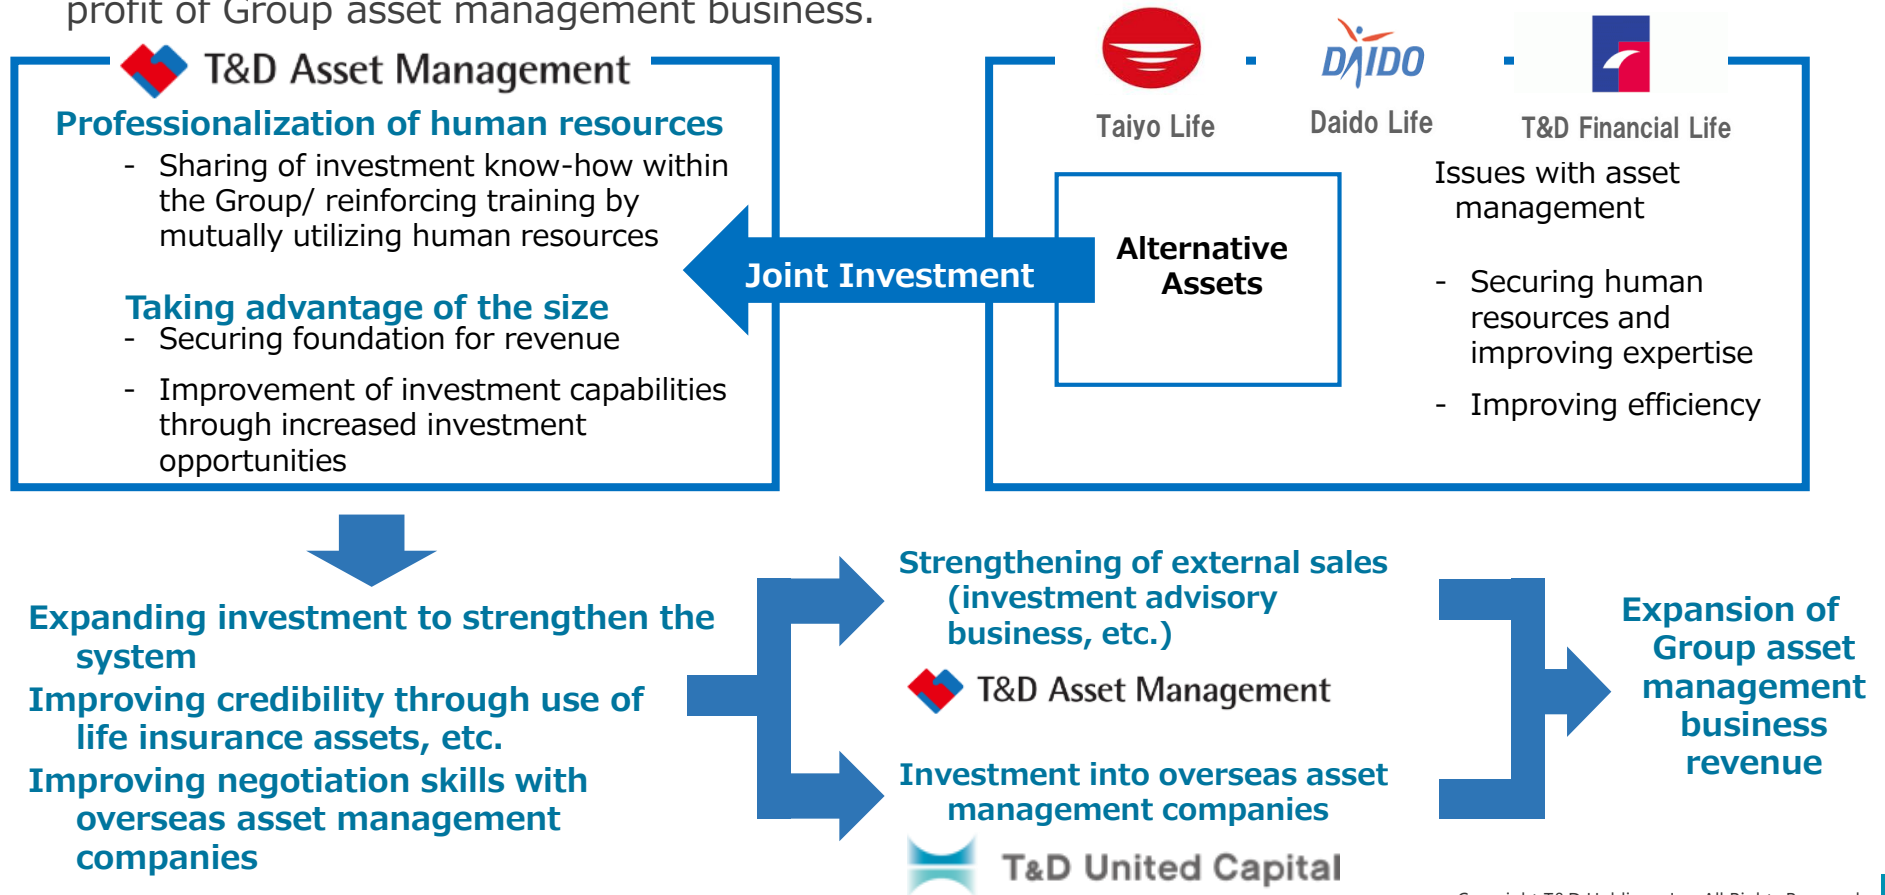 profit of Group asset management business.
T&D Asset Management
Professionalization of human resources
- Sharing of investment know-how within
the Group/ reinforcing training by
mutually utilizing human resources
Taking advantage of the size
- Securing foundation for revenue
- Improvement of investment capabilities
through increased investment
opportunities
Joint Investment
DAIDO
Taiyo Life
Daido Life
T&D Financial Life
Alternative
Assets
Issues with asset
management
- Securing human
resources and
improving expertise
- Improving efficiency
Expanding investment to strengthen the
system
Improving credibility through use of
life insurance assets, etc.
Improving negotiation skills with
overseas asset management
companies
Strengthening of external sales
(investment advisory
business, etc.)
T&D Asset Management
Investment into overseas asset
management companies
T&D United Capital
Expansion of
Group asset
management
business
revenue